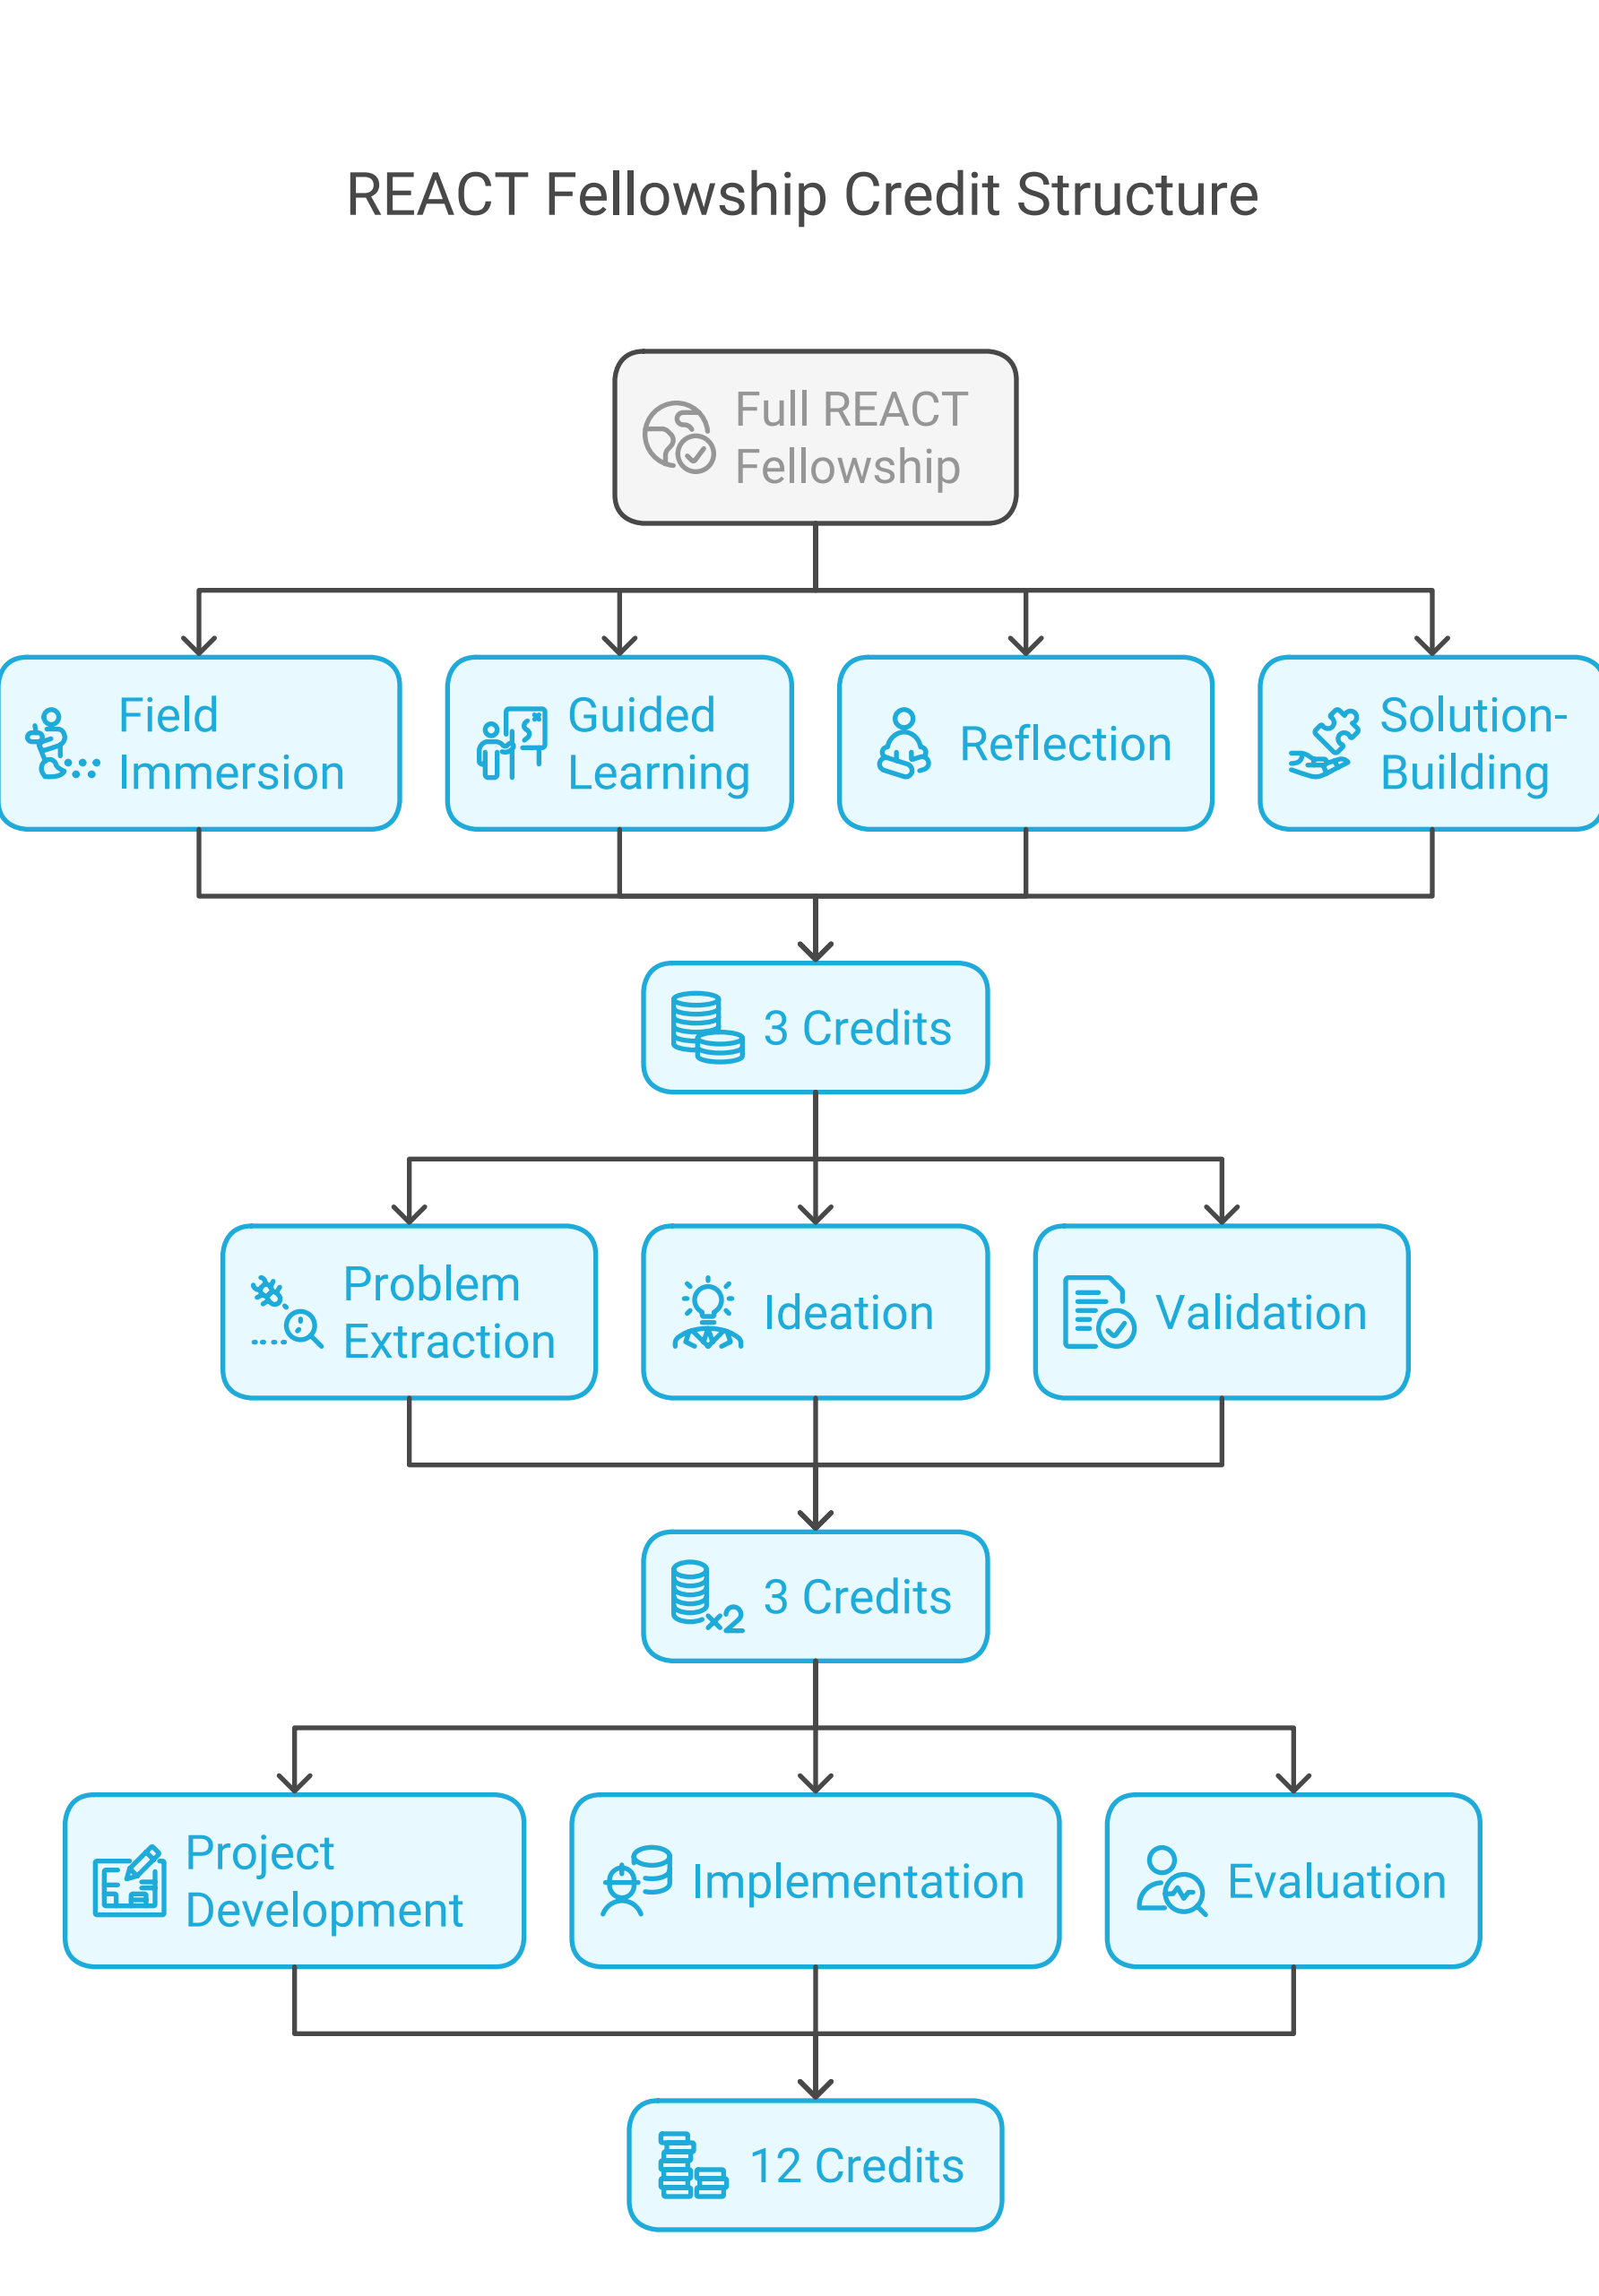 REACT Fellowship Credit Structure
Full REACT
Fellowship
Field
Immersion
Guided
Learning
Reflection
Solution-
Building
3 Credits
Problem
Extraction
Ideation
Validation
×2
3 Credits
Project
Development
Implementation
Evaluation
12 Credits